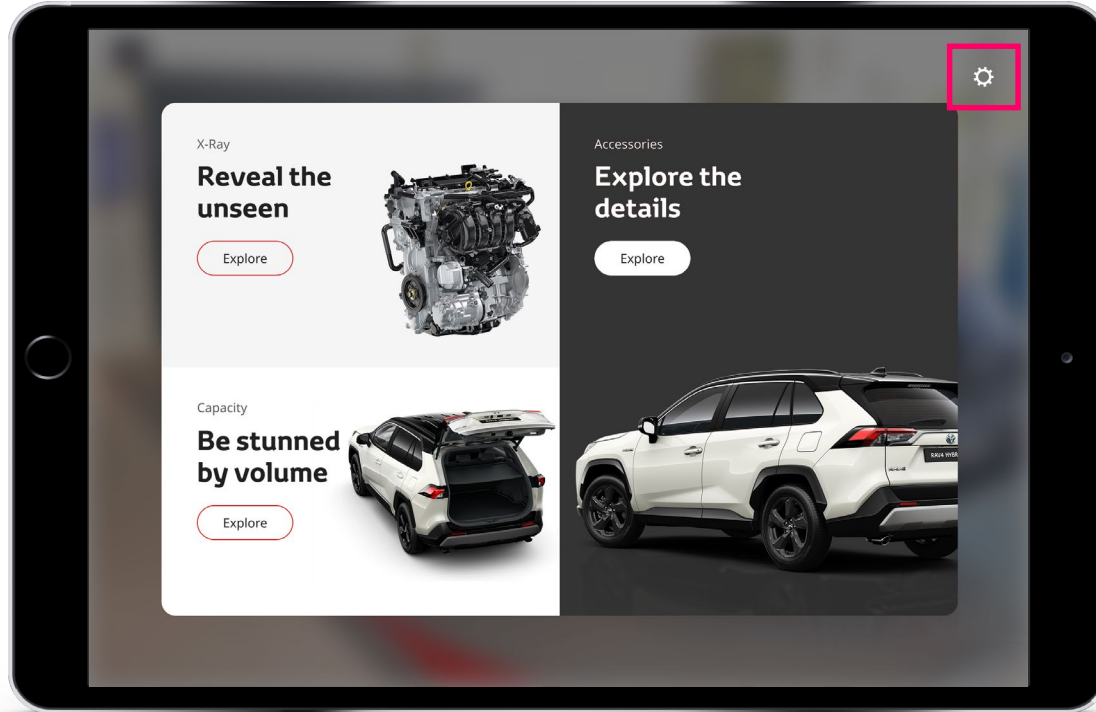 X-Ray
Reveal the
unseen
Explore
Accessories
Explore the
details
Explore
Capacity
Be stunned
by volume
Explore